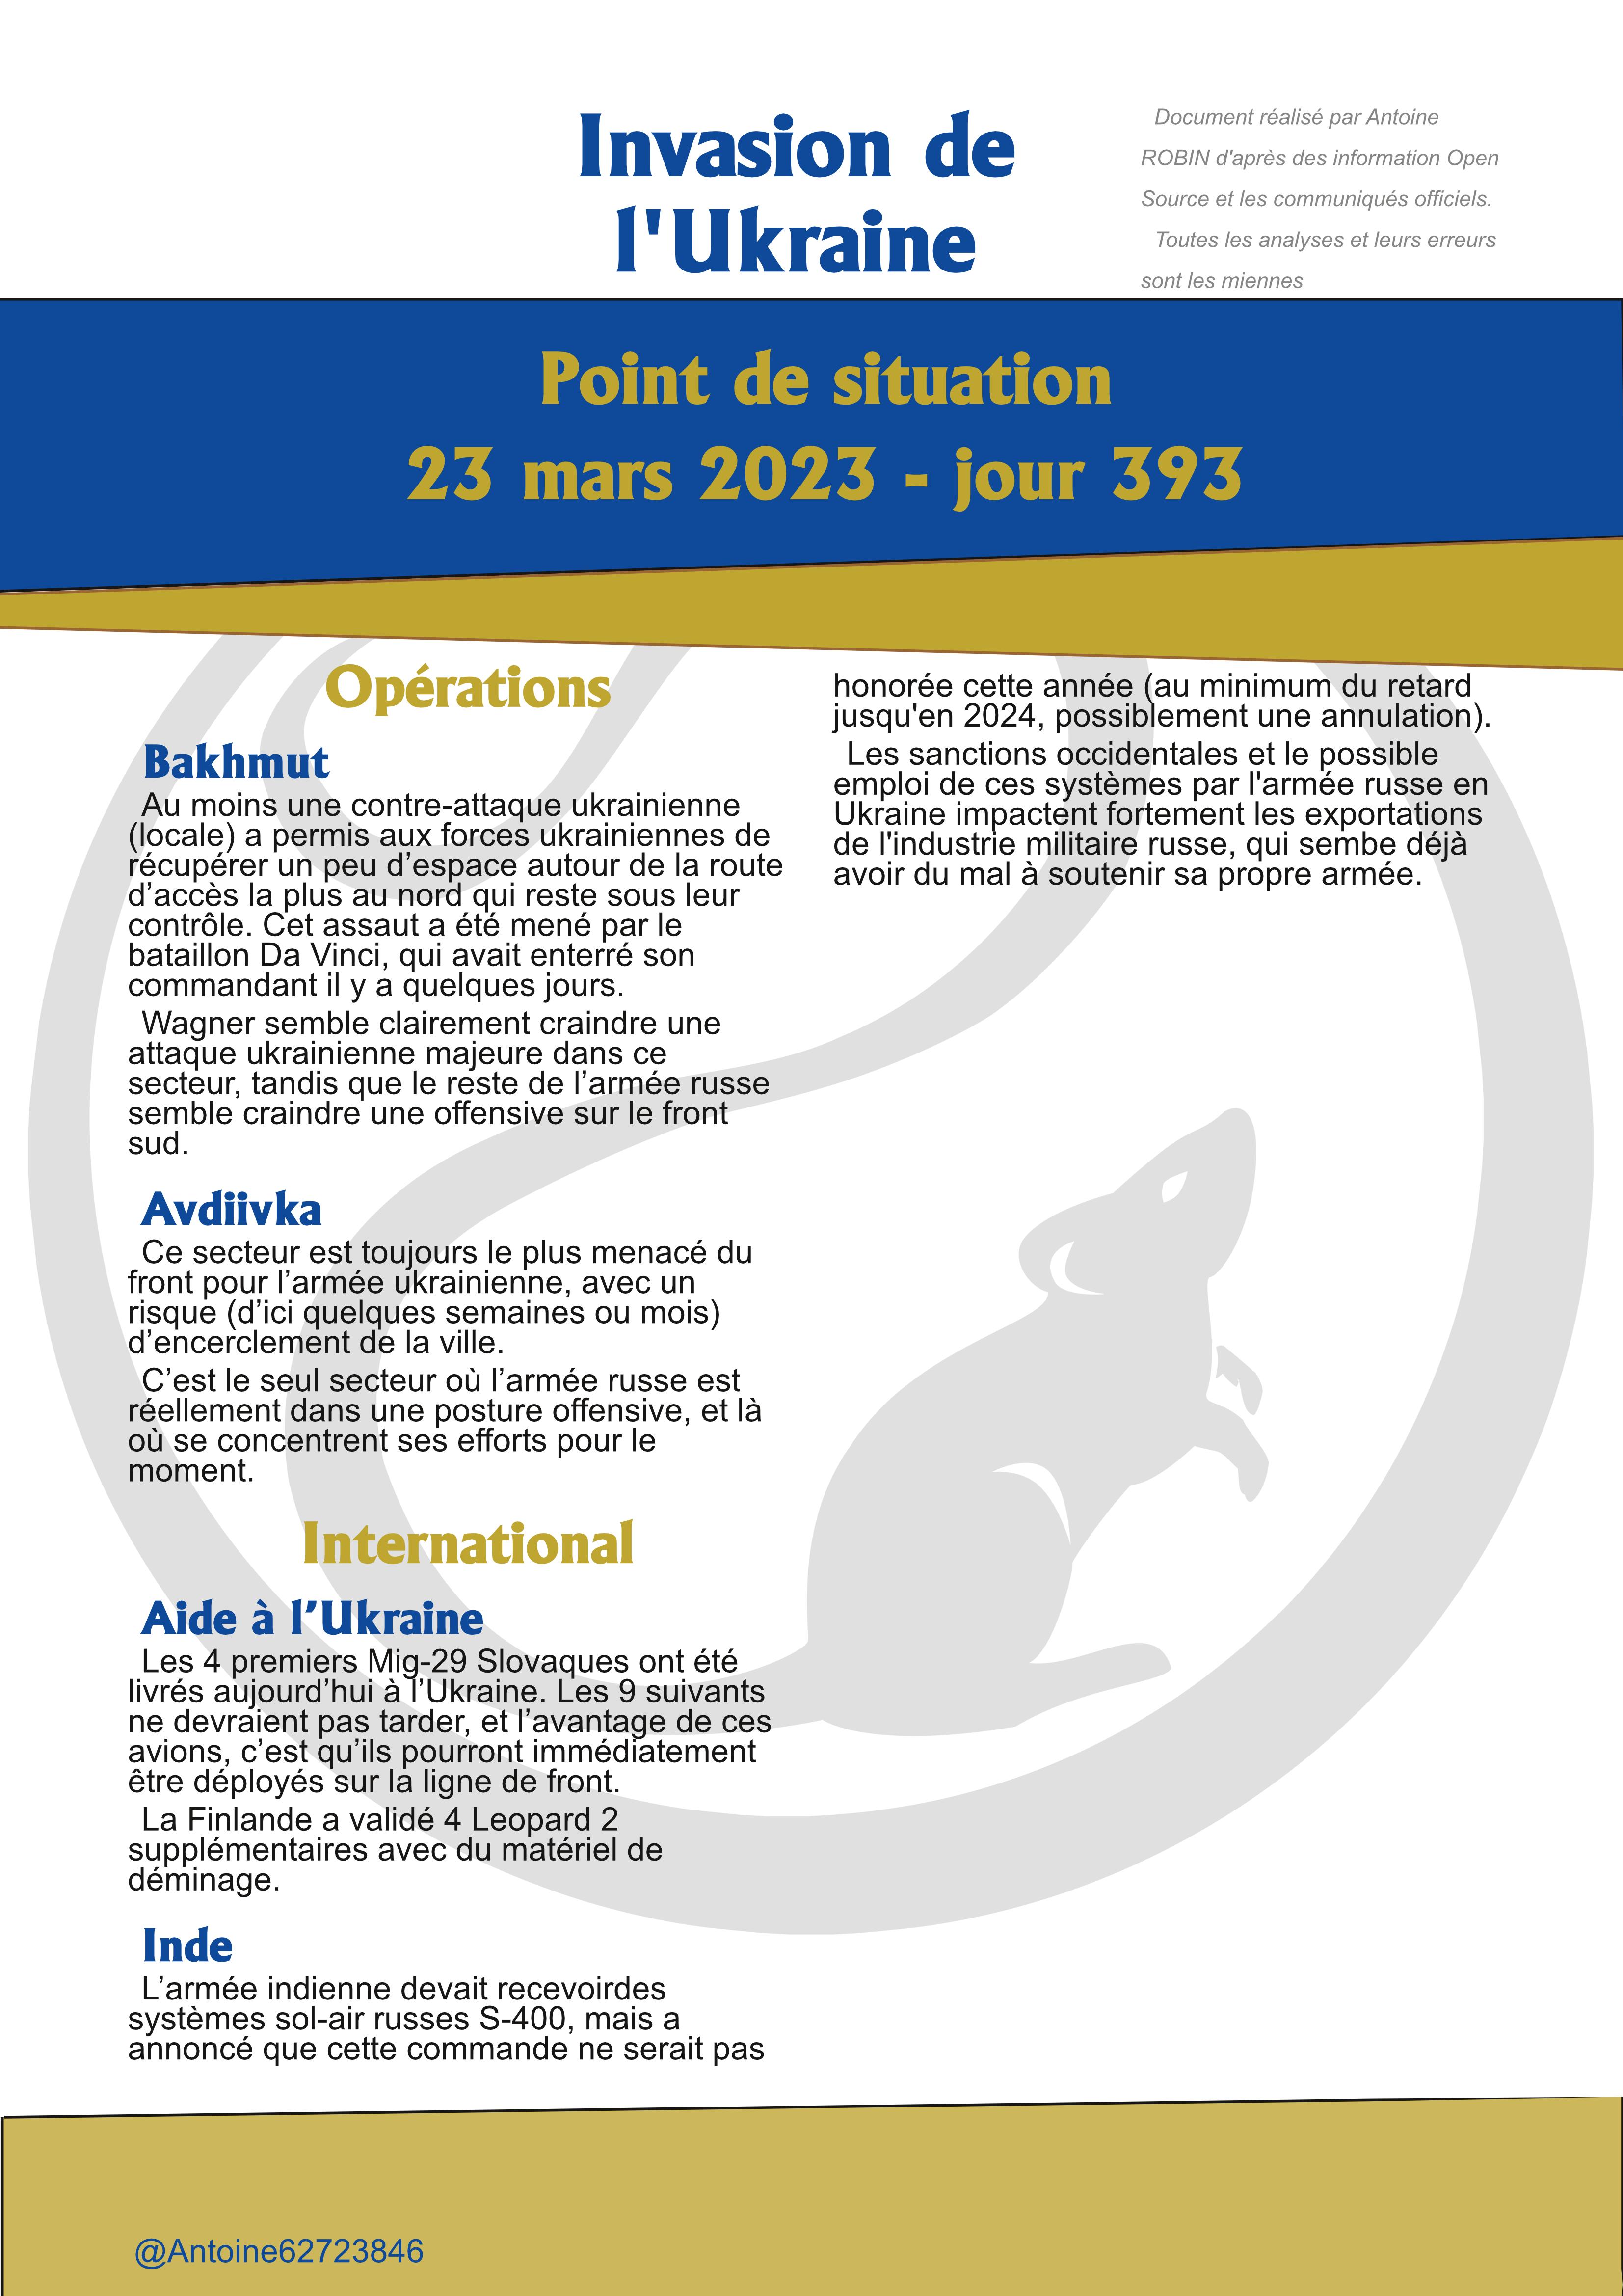 Invasion de
l'Ukraine
Document réalisé par Antoine
ROBIN d'après des information Open
Source et les communiqués officiels.
Toutes les analyses et leurs erreurs
sont les miennes
Point de situation
23 mars 2023 - jour 393
Opérations
Bakhmut
Au moins une contre-attaque ukrainienne
(locale) a permis aux forces ukrainiennes de
récupérer un peu d’espace autour de la route
d’accès la plus au nord qui reste sous leur
contrôle. Cet assaut a été mené par le
bataillon Da Vinci, qui avait enterré son
commandant il y a quelques jours.
Wagner semble clairement craindre une
attaque ukrainienne majeure dans ce
secteur, tandis que le reste de l’armée russe
semble craindre une offensive sur le front
sud.
Avdiivka
Ce secteur est toujours le plus menacé du
front pour l’armée ukrainienne, avec un
risque (d’ici quelques semaines ou mois)
d’encerclement de la ville.
C’est le seul secteur où l’armée russe est
réellement dans une posture offensive, et là
où se concentrent ses efforts pour le
moment.
International
Aide à l’Ukraine
Les 4 premiers Mig-29 Slovaques ont été
livrés aujourd’hui à l’Ukraine. Les 9 suivants
ne devraient pas tarder, et l’avantage de ces
avions, c’est qu’ils pourront immédiatement
être déployés sur la ligne de front.
La Finlande a validé 4 Leopard 2
supplémentaires avec du matériel de
déminage.
Inde
L’armée indienne devait recevoirdes
systèmes sol-air russes S-400, mais a
annoncé que cette commande ne serait pas
honorée cette année (au minimum du retard
jusqu'en 2024, possiblement une annulation).
Les sanctions occidentales et le possible
emploi de ces systèmes par l'armée russe en
Ukraine impactent fortement les exportations
de l'industrie militaire russe, qui sembe déjà
avoir du mal à soutenir sa propre armée.
@Antoine62723846